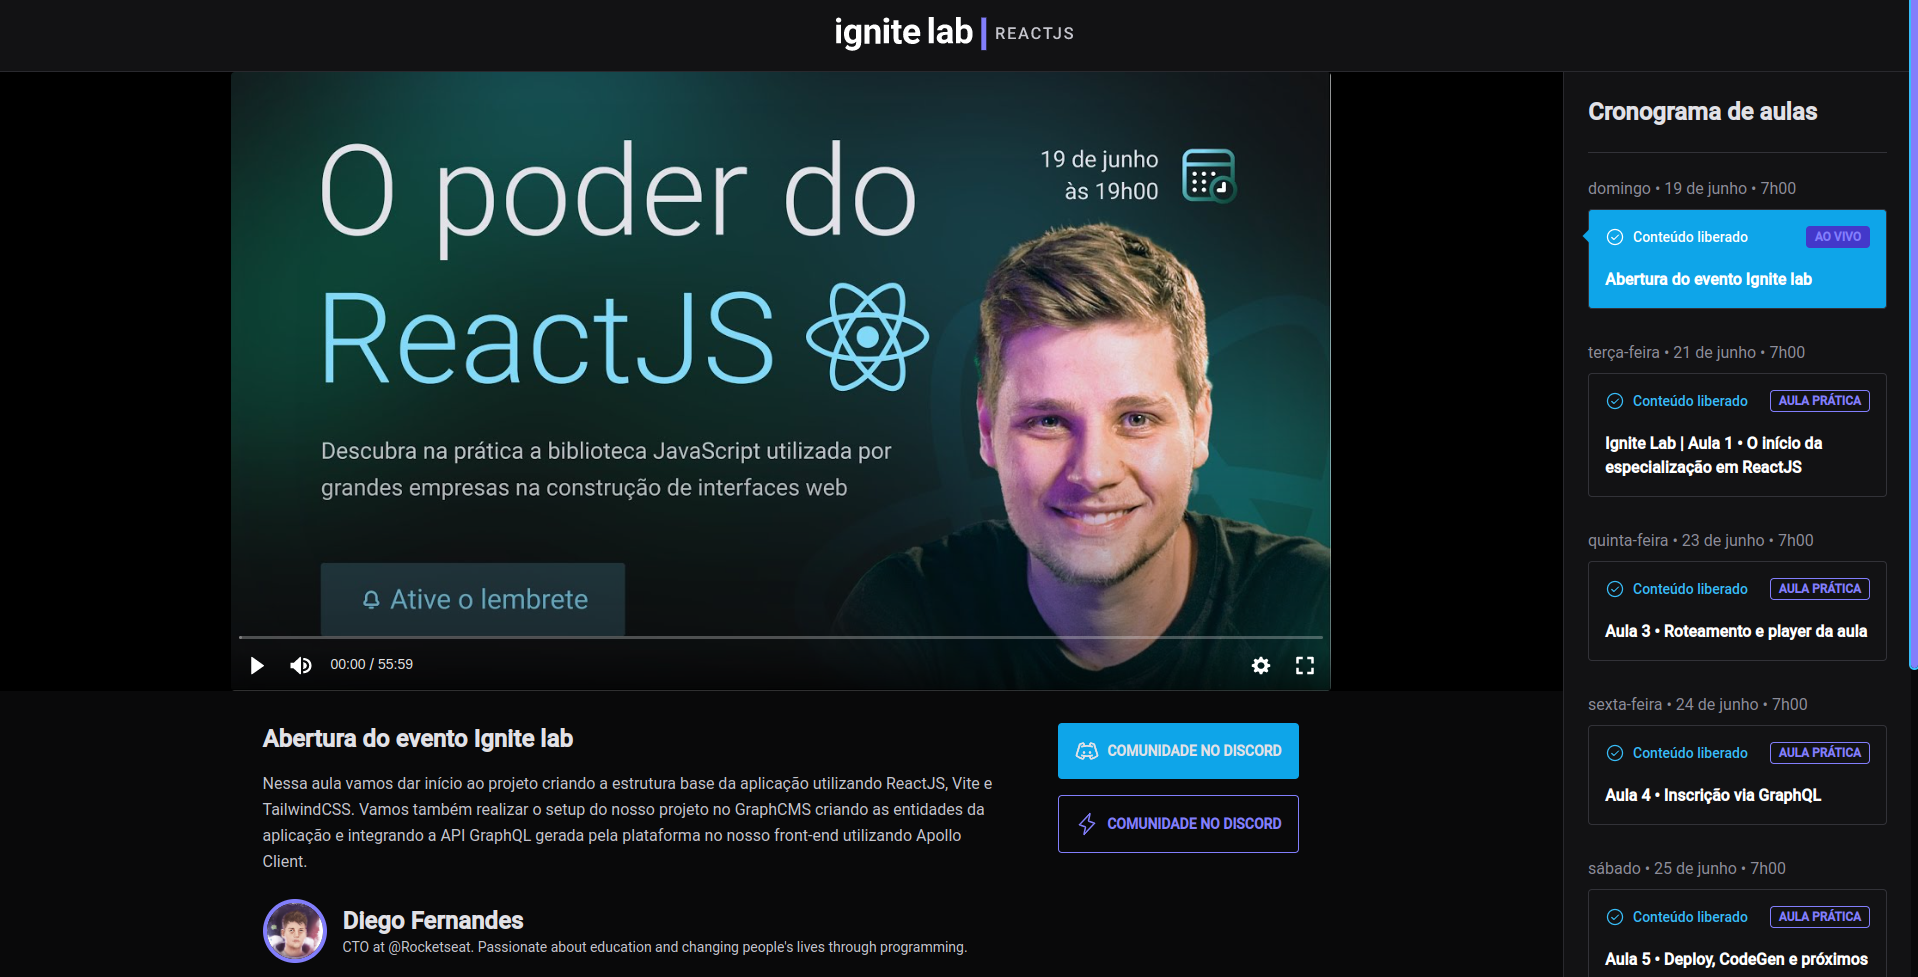 ignite lab | REACTJS
O poder do
ReactJS
19 de junho
às 19h00
Descubra na prática a biblioteca JavaScript utilizada por
grandes empresas na construção de interfaces web
Ative o lembrete
00:00 / 55:59
Abertura do evento Ignite lab
Nessa aula vamos dar início ao projeto criando a estrutura base da aplicação utilizando ReactJS, Vite e
TailwindCSS. Vamos também realizar o setup do nosso projeto no GraphCMS criando as entidades da
aplicação e integrando a API GraphQL gerada pela plataforma no nosso front-end utilizando Apollo
Client.
COMUNIDADE NO DISCORD
COMUNIDADE NO DISCORD
Diego Fernandes
CTO at @Rocketseat. Passionate about education and changing people's lives through programming.
Cronograma de aulas
domingo • 19 de junho • 7h00
Conteúdo liberado
AO VIVO
Abertura do evento Ignite lab
terça-feira • 21 de junho • 7h00
Conteúdo liberado
AULA PRÁTICA
Ignite Lab | Aula 1 • O início da
especialização em ReactJS
quinta-feira • 23 de junho • 7h00
Conteúdo liberado
AULA PRÁTICA
Aula 3 • Roteamento e player da aula
sexta-feira • 24 de junho • 7h00
Conteúdo liberado
AULA PRÁTICA
Aula 4 • Inscrição via GraphQL
sábado • 25 de junho • 7h00
Conteúdo liberado
AULA PRÁTICA
Aula 5 • Deploy, CodeGen e próximos